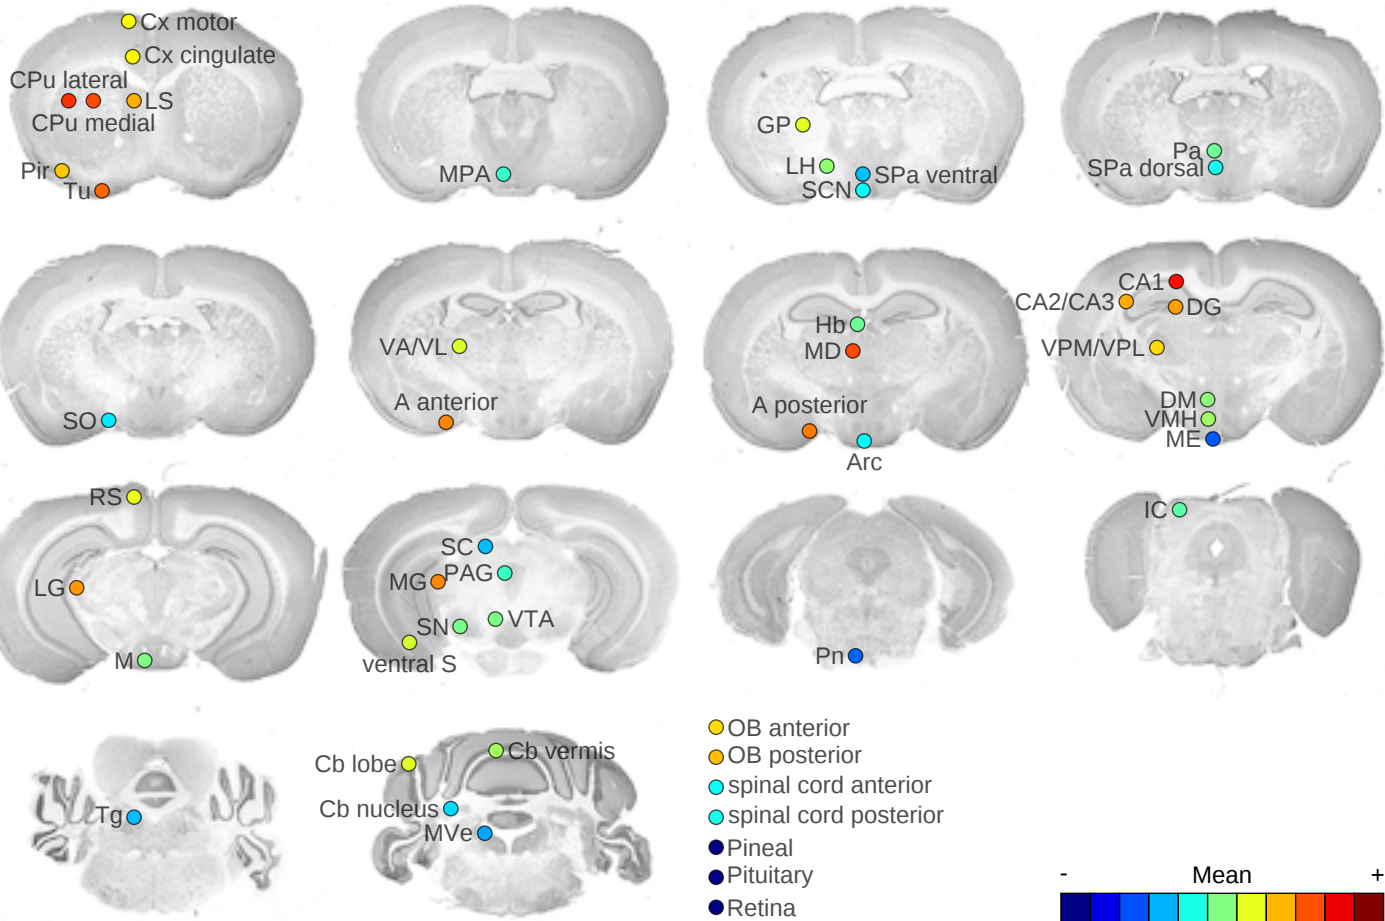 Cx motor
Cx cingulate
CPu lateral
LS
CPu medial
Pir
Tu
MPA
GP
LH
SPa ventral
SCN
Pa
SPa dorsal
SO
VA/VL
A anterior
Hb
MD
A posterior
Arc
CA1
CA2/CA3
DG
VPM/VPL
DM
VMH
ME
RS
LG
M
SC
MG
PAG
SN
VTA
ventral S
Pn
IC
Tg
Cb lobe
Cb vermis
Cb nucleus
MVe
OB anterior
OB posterior
spinal cord anterior
spinal cord posterior
Pineal
Pituitary
Retina
- Mean +